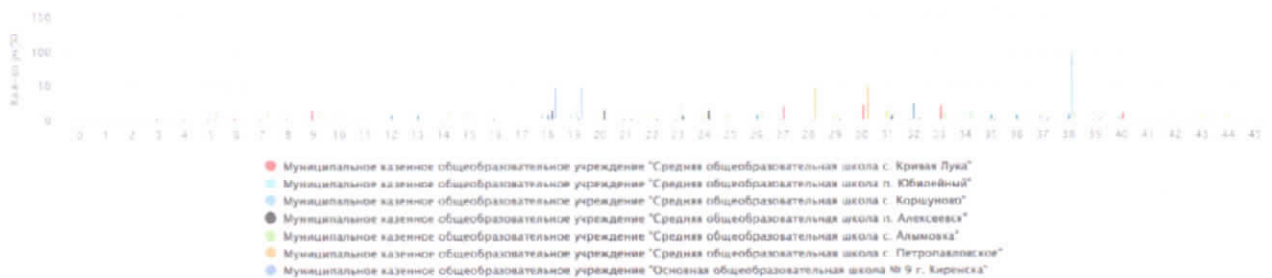 150
100
50
0
0 1 2 3 4 5 6 7 8 9 10 11 12 13 14 15 16 17 18 19 20 21 22 23 24 25 26 27 28 29 30 31 32 33 34 35 36 37 38 39 40 41 42 43 44 45
Муниципальное казенное общеобразовательное учреждение "Средняя общеобразовательная школа с. Кривая Лука"
Муниципальное казенное общеобразовательное учреждение "Средняя общеобразовательная школа п. Юбилейный"
Муниципальное казенное общеобразовательное учреждение "Средняя общеобразовательная школа с. Коршуново"
Муниципальное казенное общеобразовательное учреждение "Средняя общеобразовательная школа п. Алексеевск"
Муниципальное казенное общеобразовательное учреждение "Средняя общеобразовательная школа с. Алымовка"
Муниципальное казенное общеобразовательное учреждение "Средняя общеобразовательная школа с. Петропавловское"
Муниципальное казенное общеобразовательное учреждение "Основная общеобразовательная школа № 9 г. Киренска"